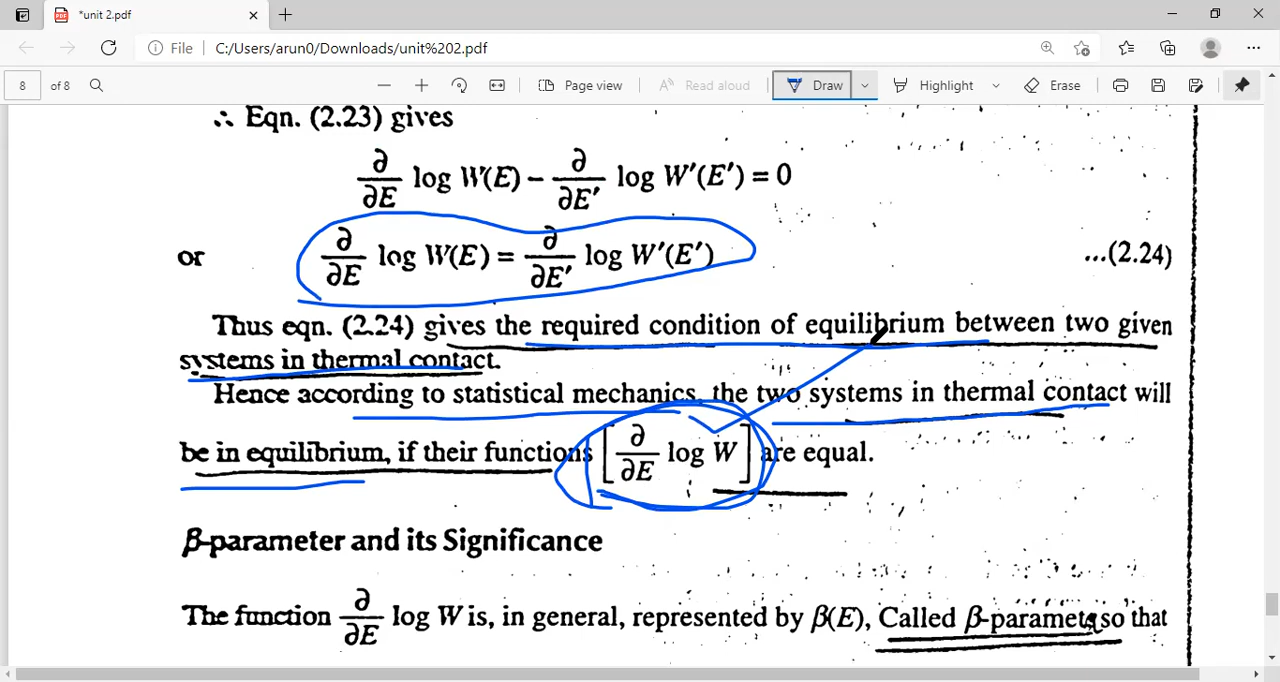 *unit 2.pdf
File C:/Users/arun0/Downloads/unit%202.pdf
8 of 8 Page view Read aloud Draw Highlight Erase
∴ Eqn. (2.23) gives
∂/∂E log W(E) − ∂/∂E′ log W′(E′) = 0
or ∂/∂E log W(E) = ∂/∂E′ log W′(E′) ...(2.24)
Thus eqn. (2.24) gives the required condition of equilibrium between two given
systems in thermal contact.
Hence according to statistical mechanics, the two systems in thermal contact will
be in equilibrium, if their functions [∂/∂E log W] are equal.
β-parameter and its Significance
The function ∂/∂E log W is, in general, represented by β(E), Called β-parameter so that